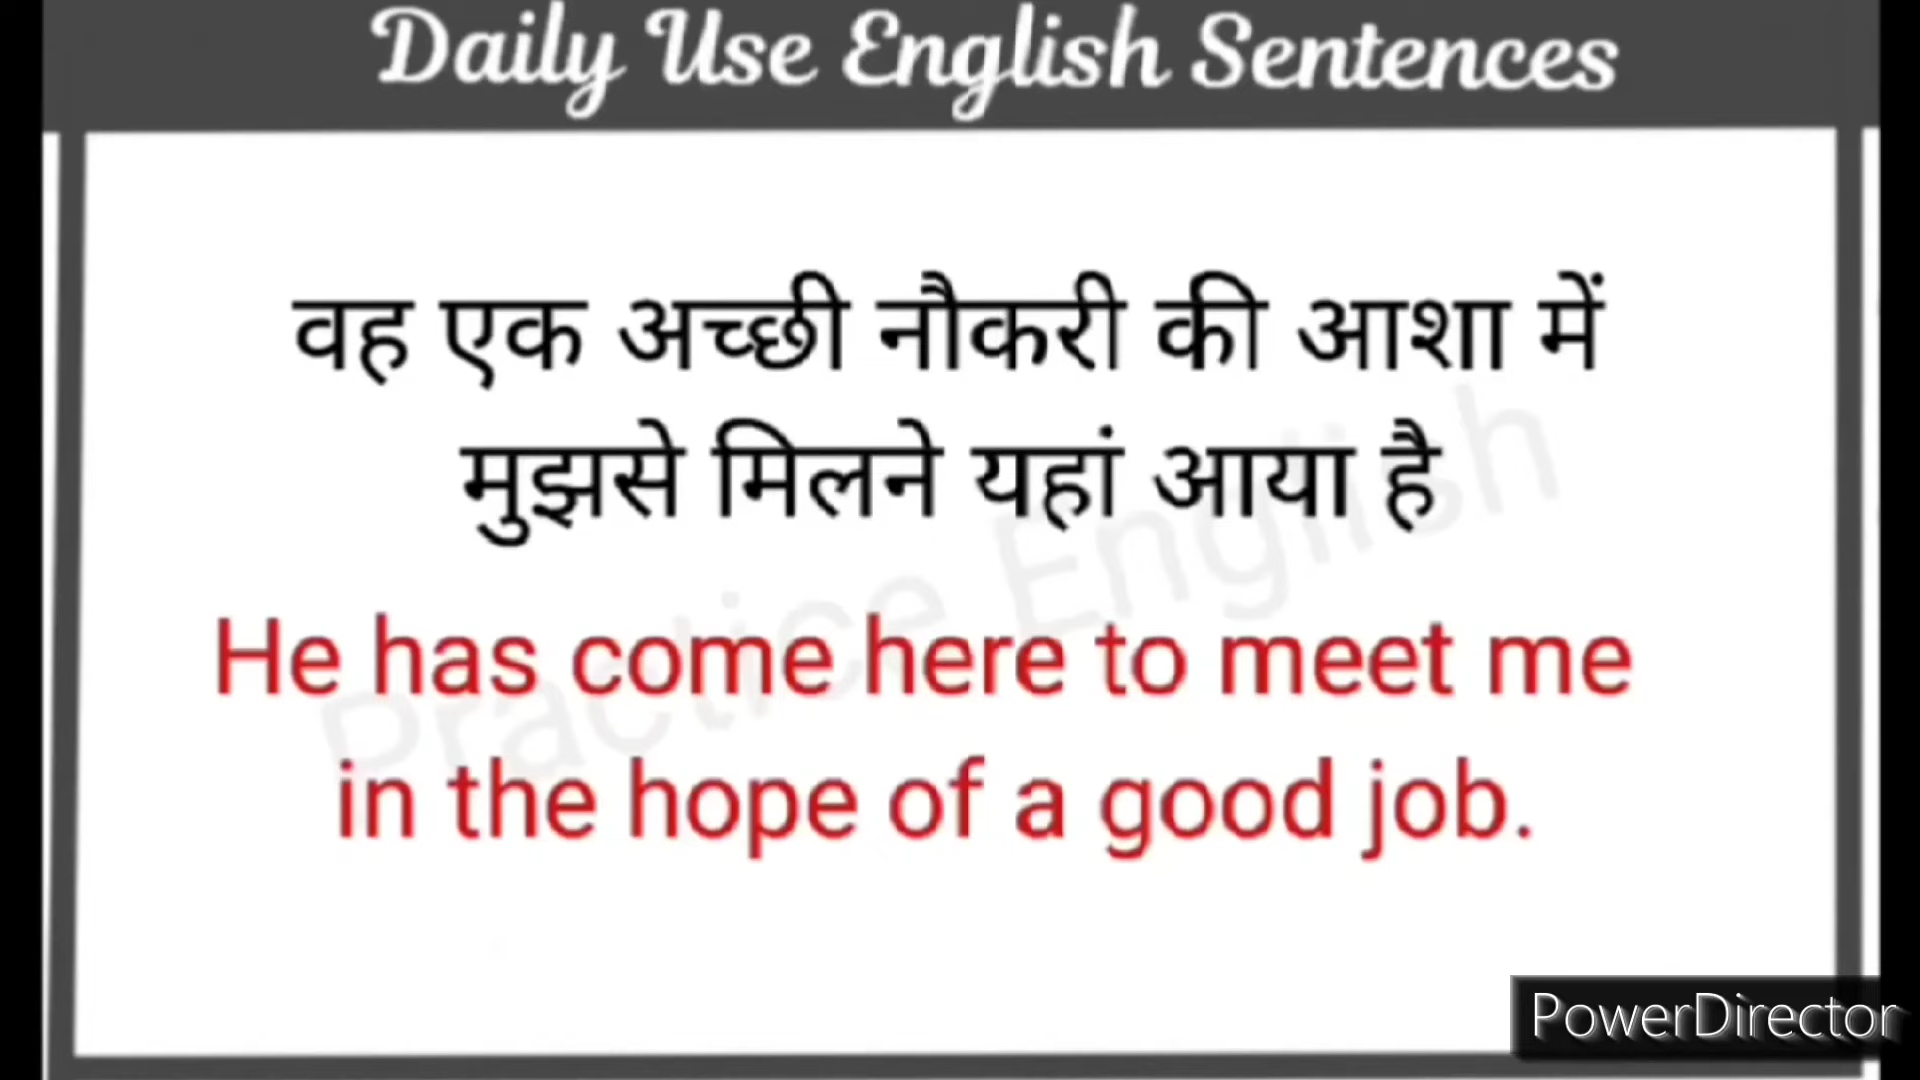 Daily Use English Sentences
वह एक अच्छी नौकरी की आशा में
मुझसे मिलने यहां आया है
He has come here to meet me
in the hope of a good job.
Practice English
PowerDirector